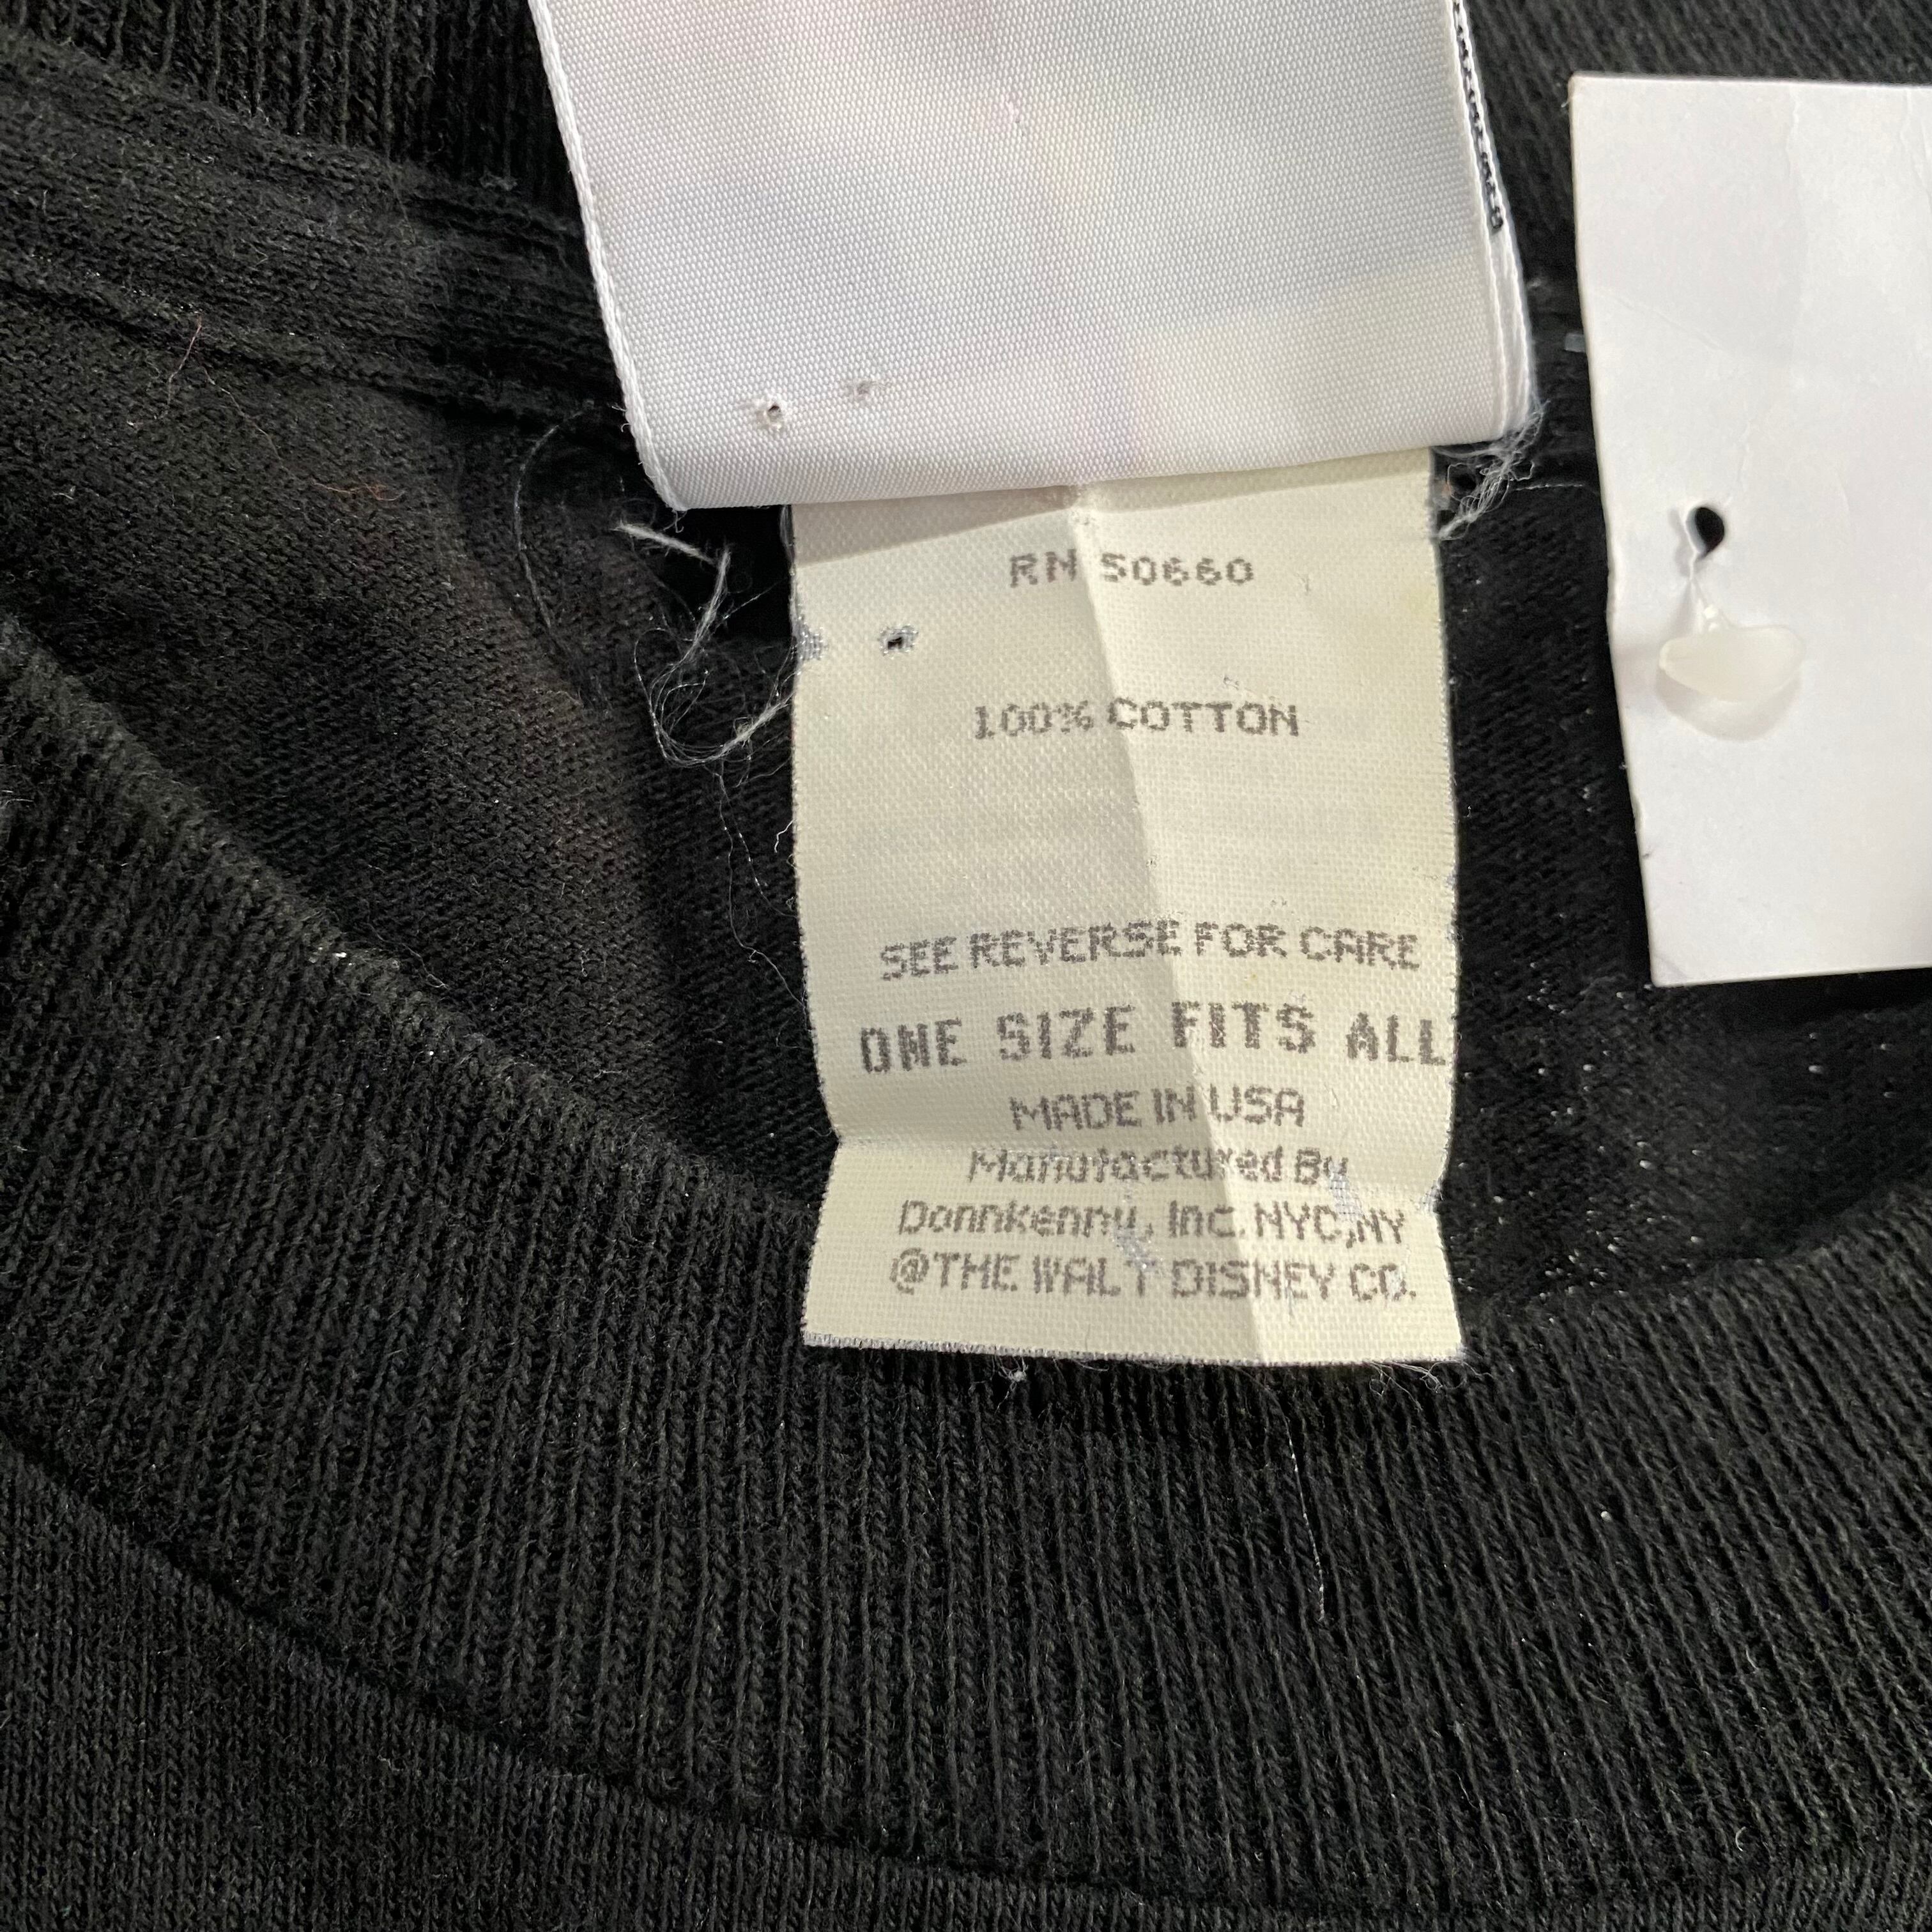 RN 50660
100% COTTON
SEE REVERSE FOR CARE
ONE SIZE FITS ALL
MADE IN USA
Manufactured By
Donnkenny, Inc. NYC,NY
@THE WALT DISNEY CO.